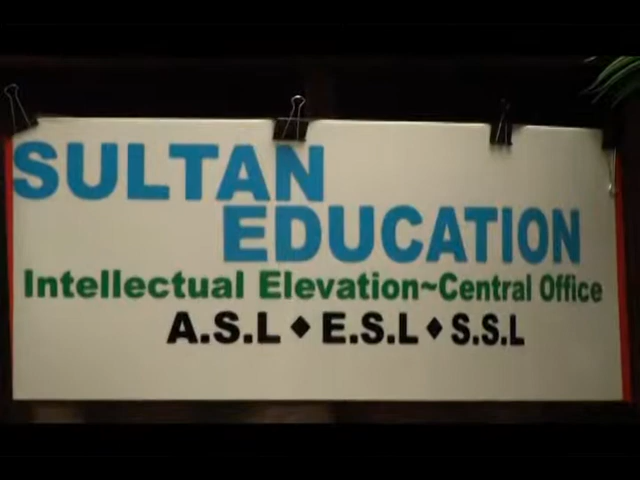 SULTAN
EDUCATION
Intellectual Elevation~Central Office
A.S.L ◆ E.S.L ◆ S.S.L